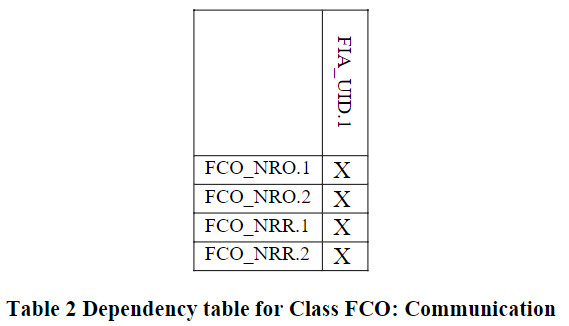 FIA_UID.1
FCO_NRO.1 X
FCO_NRO.2 X
FCO_NRR.1 X
FCO_NRR.2 X
Table 2 Dependency table for Class FCO: Communication